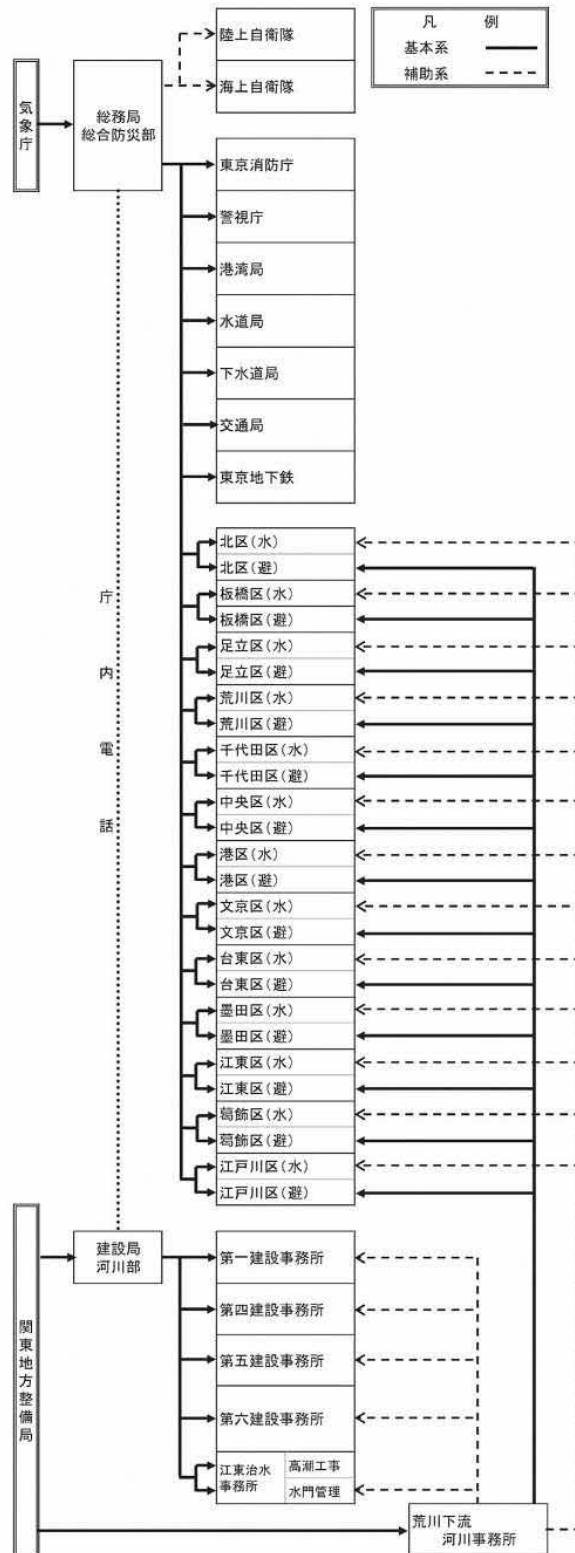 凡 例
基本系
補助系
陸上自衛隊
海上自衛隊
気象庁
総務局
総合防災部
東京消防庁
警視庁
港湾局
水道局
下水道局
交通局
東京地下鉄
庁内電話
北区(水)
北区(避)
板橋区(水)
板橋区(避)
足立区(水)
足立区(避)
荒川区(水)
荒川区(避)
千代田区(水)
千代田区(避)
中央区(水)
中央区(避)
港区(水)
港区(避)
文京区(水)
文京区(避)
台東区(水)
台東区(避)
墨田区(水)
墨田区(避)
江東区(水)
江東区(避)
葛飾区(水)
葛飾区(避)
江戸川区(水)
江戸川区(避)
関東地方整備局
建設局
河川部
第一建設事務所
第四建設事務所
第五建設事務所
第六建設事務所
江東治水
事務所
高潮工事
水門管理
荒川下流
河川事務所